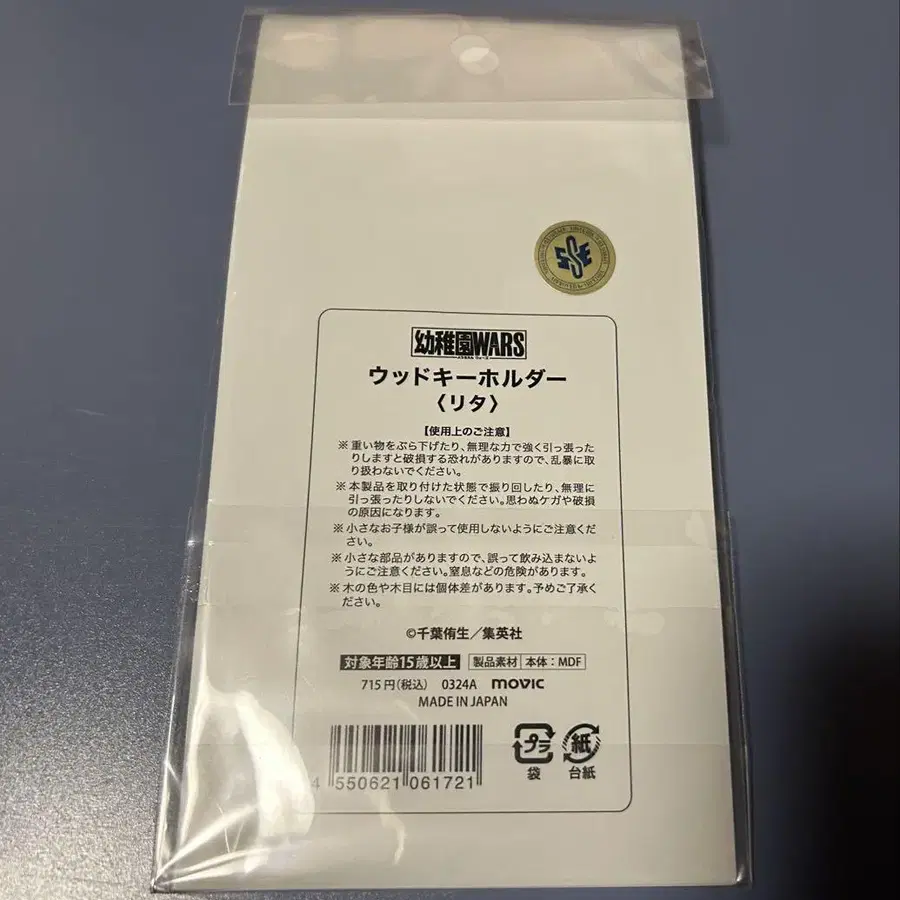 SSE
幼稚園WARS
ウッドキーホルダー
〈リタ〉
【使用上のご注意】
※重い物をぶら下げたり、無理な力で強く引っ張った
りしますと破損する恐れがありますので、乱暴に取
り扱わないでください。
※本製品を取り付けた状態で振り回したり、無理に
引っ張ったりしないでください。思わぬケガや破損
の原因になります。
※小さなお子様が誤って使用しないようにご注意くだ
さい。
※小さな部品がありますので、誤って飲み込まないよ
うにご注意ください。窒息などの危険があります。
※木の色や木目には個体差があります。予めご了承く
ださい。
©千葉侑生／集英社
対象年齢15歳以上 製品素材 本体：MDF
715円(税込) 0324A movic
MADE IN JAPAN
4 550621 061721
プラ 紙
袋 台紙